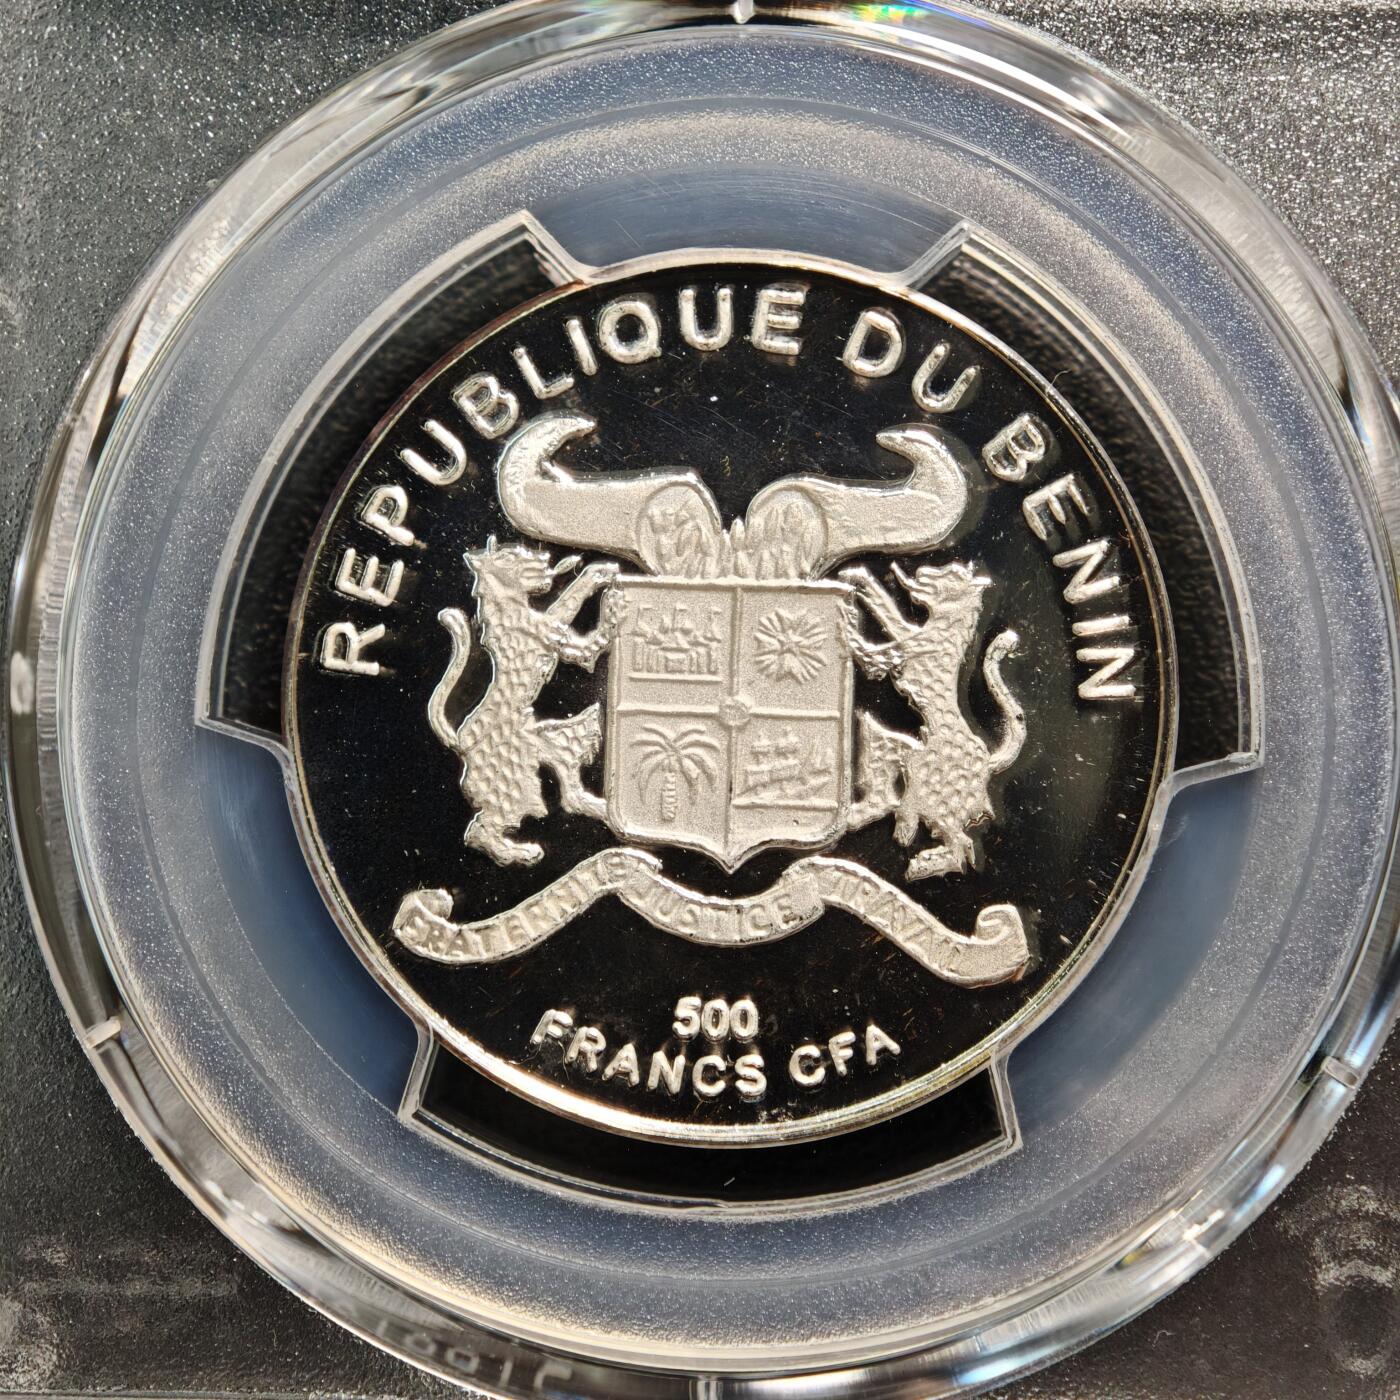 REPUBLIQUE DU BENIN
FRATERNITE JUSTICE TRAVAIL
500
FRANCS CFA